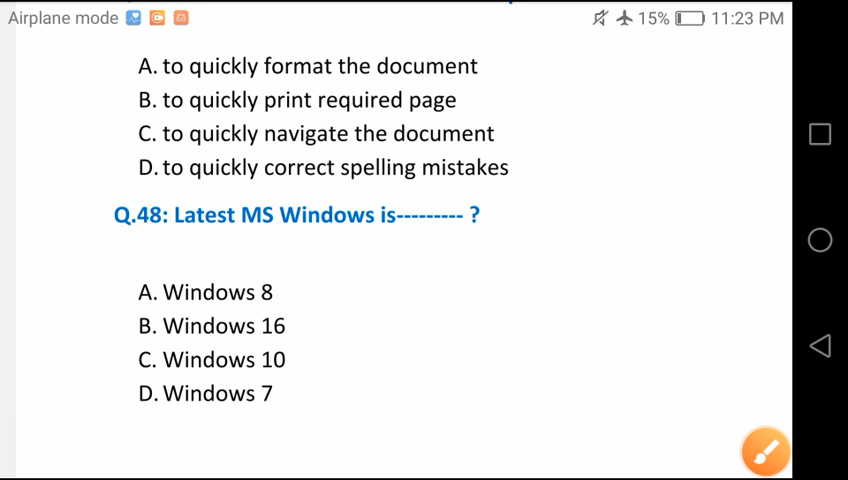 Airplane mode 15% 11:23 PM
A. to quickly format the document
B. to quickly print required page
C. to quickly navigate the document
D. to quickly correct spelling mistakes
Q.48: Latest MS Windows is--------- ?
A. Windows 8
B. Windows 16
C. Windows 10
D. Windows 7